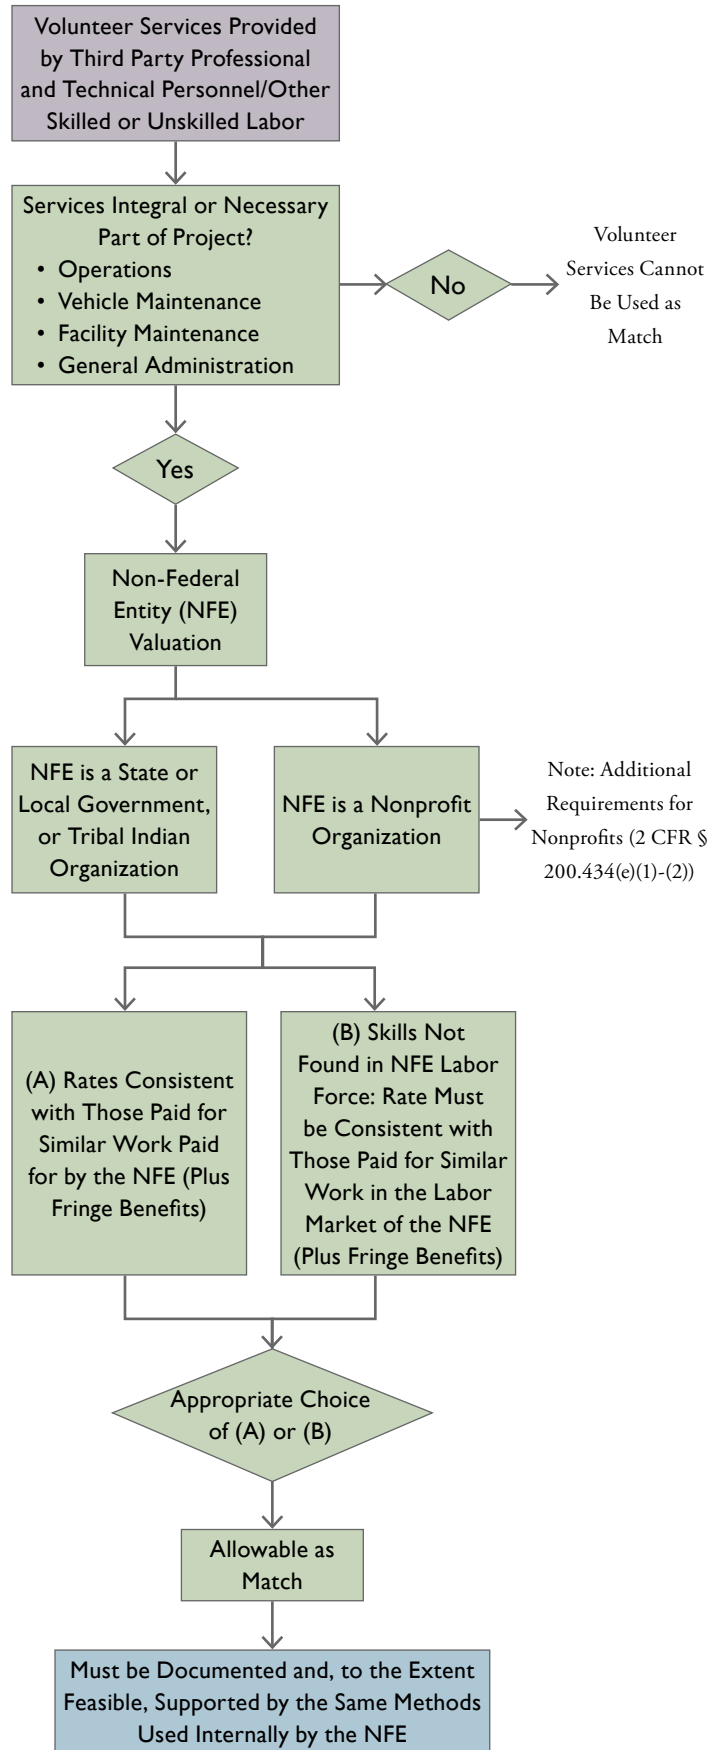 Volunteer Services Provided
by Third Party Professional
and Technical Personnel/Other
Skilled or Unskilled Labor
Services Integral or Necessary
Part of Project?
• Operations
• Vehicle Maintenance
• Facility Maintenance
• General Administration
No
Volunteer
Services Cannot
Be Used as
Match
Yes
Non-Federal
Entity (NFE)
Valuation
NFE is a State or
Local Government,
or Tribal Indian
Organization
NFE is a Nonprofit
Organization
Note: Additional
Requirements for
Nonprofits (2 CFR §
200.434(e)(1)-(2))
(A) Rates Consistent
with Those Paid for
Similar Work Paid
for by the NFE (Plus
Fringe Benefits)
(B) Skills Not
Found in NFE Labor
Force: Rate Must
be Consistent with
Those Paid for Similar
Work in the Labor
Market of the NFE
(Plus Fringe Benefits)
Appropriate Choice
of (A) or (B)
Allowable as
Match
Must be Documented and, to the Extent
Feasible, Supported by the Same Methods
Used Internally by the NFE